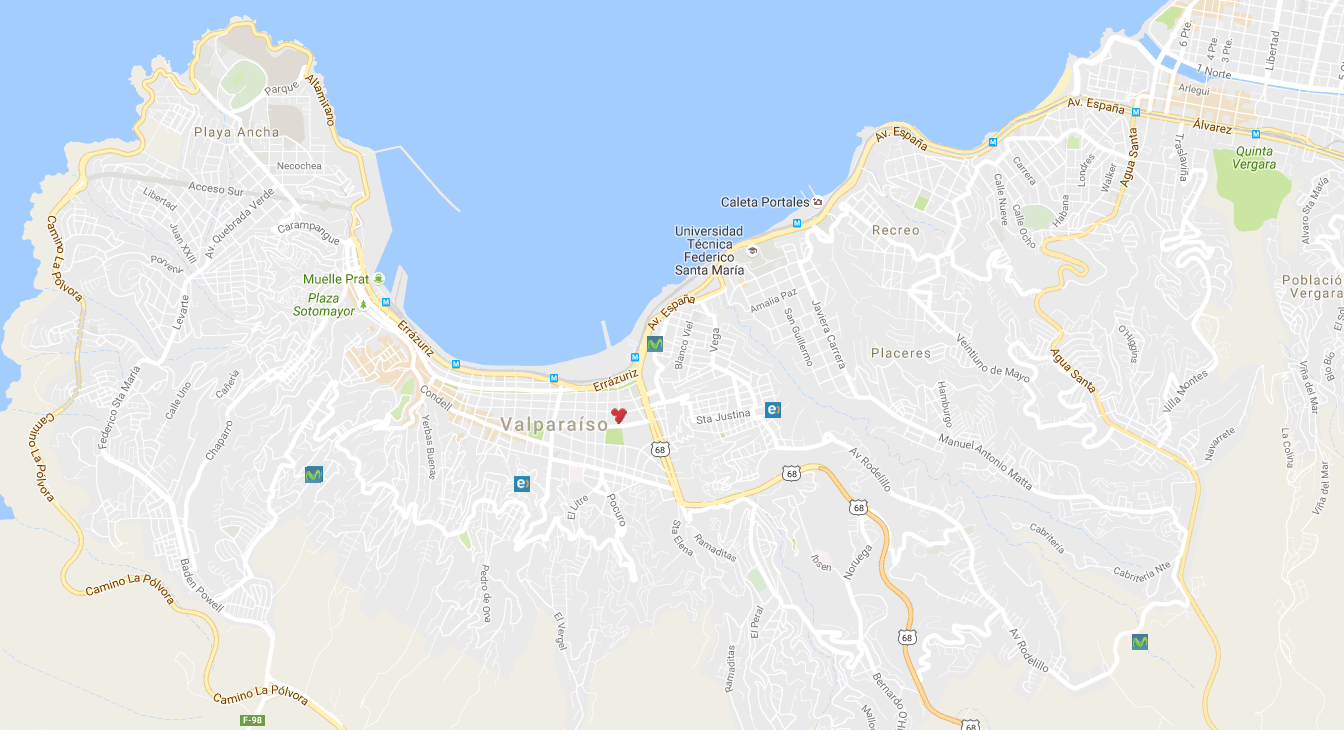 6 Pte.
4 Pte.
3 Pte.
Libertad
1 Norte
Arlegui
Av. España
Álvarez
Altamirano
Parque
Playa Ancha
Av. España
Agua Santa
Traslaviña
Quinta
Vergara
Necochea
Acceso Sur
Libertad
Juan XXIII
Av. Quebrada Verde
Carrera
Londres
Walker
Calle Nueve
Calle Ocho
Habana
Alvaro Sta María
Caleta Portales
Camino La Pólvora
Carampangue
Porvenir
Universidad
Técnica
Federico
Santa María
Recreo
Muelle Prat
Plaza
Sotomayor
Levarte
Av. España
Amalia Paz
San Guillermo
Javiera Carrera
Població
Vergara
Errázuriz
Blanco Viel
Vega
Placeres
Veintiuno de Mayo
O'Higgins
Agua Santa
Villa Montes
Viña del Mar
Federico Sta María
Calle Uno
Cañería
Chaparro
Condell
Yerbas Buenas
Errázuriz
Valparaíso
Sta Justina
Hamburgo
Manuel Antonio Matta
Navarrete
La Colina
Viña del Mar
Camino La Pólvora
68
68
68
Av Rodelillo
El Litre
Pocuro
Sta Elena
Ramaditas
Ibsen
Noruega
Cabritería
Cabritería Nte
Camino La Pólvora
Baden Powell
Pedro de Oña
El Vergel
El Peral
Ramaditas
68
Av Rodelillo
Bernardo O'H
Camino La Pólvora
F-98
68